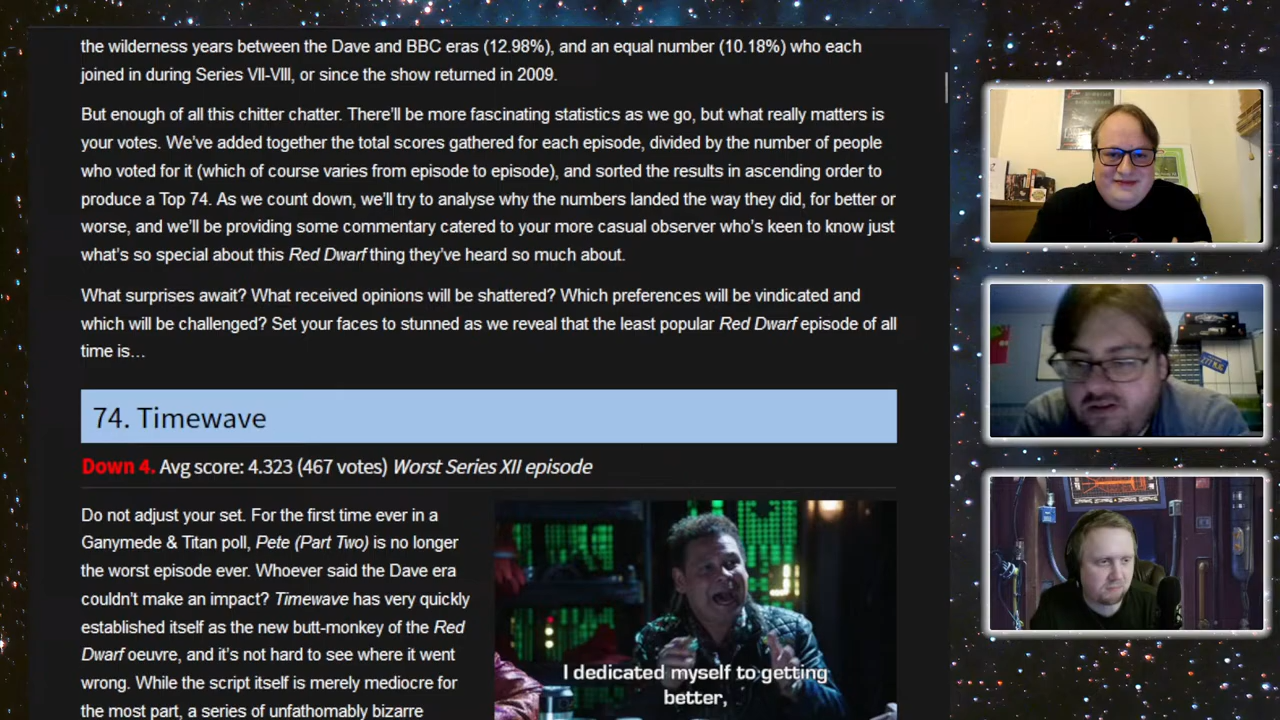 the wilderness years between the Dave and BBC eras (12.98%), and an equal number (10.18%) who each
joined in during Series VII-VIII, or since the show returned in 2009.
But enough of all this chitter chatter. There'll be more fascinating statistics as we go, but what really matters is
your votes. We've added together the total scores gathered for each episode, divided by the number of people
who voted for it (which of course varies from episode to episode), and sorted the results in ascending order to
produce a Top 74. As we count down, we'll try to analyse why the numbers landed the way they did, for better or
worse, and we'll be providing some commentary catered to your more casual observer who's keen to know just
what's so special about this Red Dwarf thing they've heard so much about.
What surprises await? What received opinions will be shattered? Which preferences will be vindicated and
which will be challenged? Set your faces to stunned as we reveal that the least popular Red Dwarf episode of all
time is…
74. Timewave
Down 4. Avg score: 4.323 (467 votes) Worst Series XII episode
Do not adjust your set. For the first time ever in a
Ganymede & Titan poll, Pete (Part Two) is no longer
the worst episode ever. Whoever said the Dave era
couldn't make an impact? Timewave has very quickly
established itself as the new butt-monkey of the Red
Dwarf oeuvre, and it's not hard to see where it went
wrong. While the script itself is merely mediocre for
the most part, a series of unfathomably bizarre
I dedicated myself to getting
better,